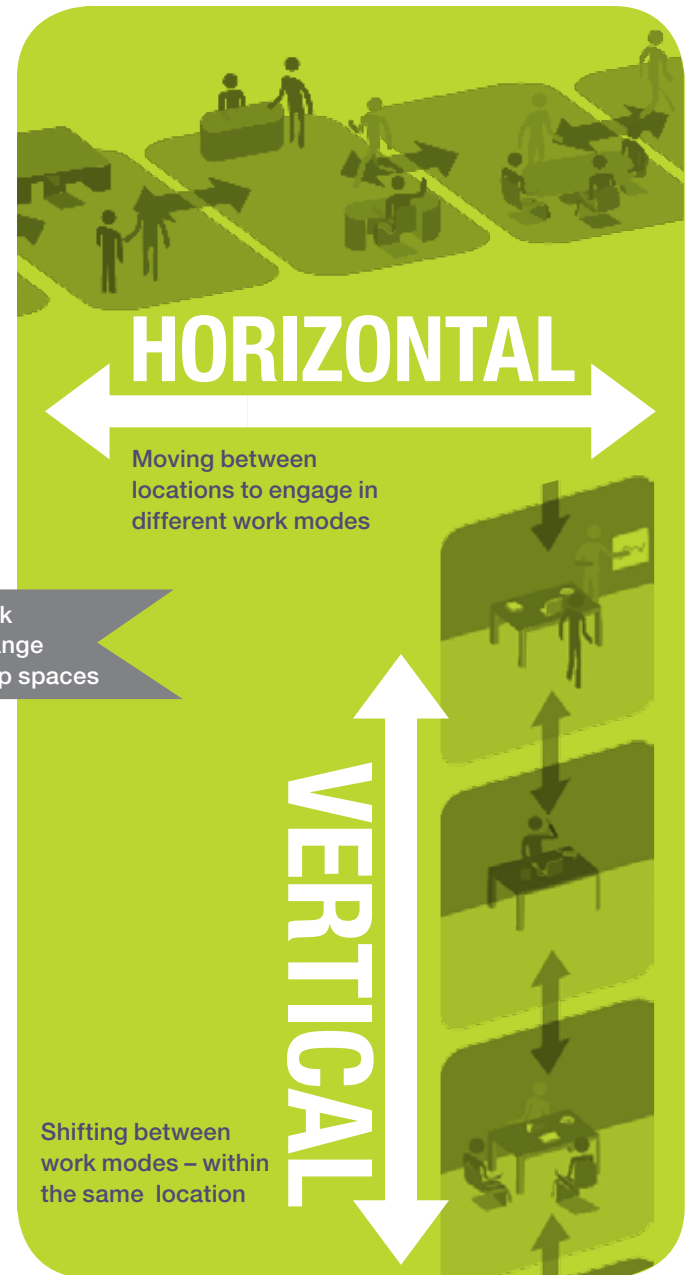 HORIZONTAL
Moving between
locations to engage in
different work modes
p spaces
VERTICAL
Shifting between
work modes – within
the same location